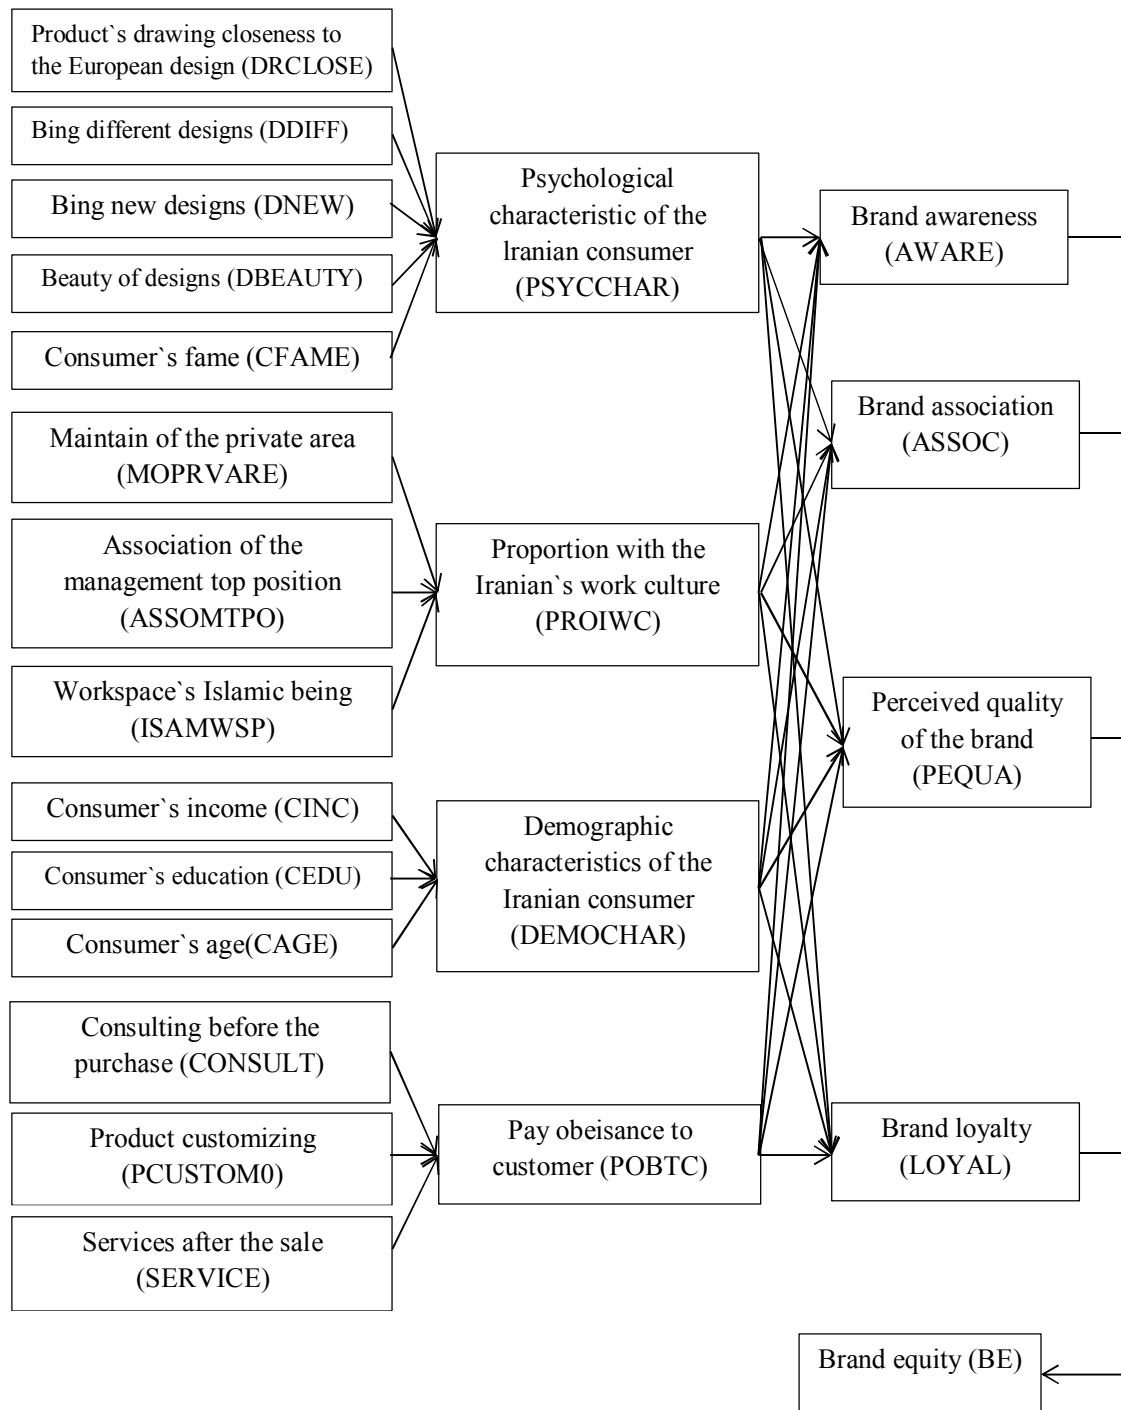 Product`s drawing closeness to
the European design (DRCLOSE)
Bing different designs (DDIFF)
Bing new designs (DNEW)
Beauty of designs (DBEAUTY)
Consumer`s fame (CFAME)
Maintain of the private area
(MOPRVARE)
Association of the
management top position
(ASSOMTPO)
Workspace`s Islamic being
(ISAMWSP)
Consumer`s income (CINC)
Consumer`s education (CEDU)
Consumer`s age(CAGE)
Consulting before the
purchase (CONSULT)
Product customizing
(PCUSTOM0)
Services after the sale
(SERVICE)
Psychological
characteristic of the
Iranian consumer
(PSYCCHAR)
Proportion with the
Iranian`s work culture
(PROIWC)
Demographic
characteristics of the
Iranian consumer
(DEMOCHAR)
Pay obeisance to
customer (POBTC)
Brand awareness
(AWARE)
Brand association
(ASSOC)
Perceived quality
of the brand
(PEQUA)
Brand loyalty
(LOYAL)
Brand equity (BE)